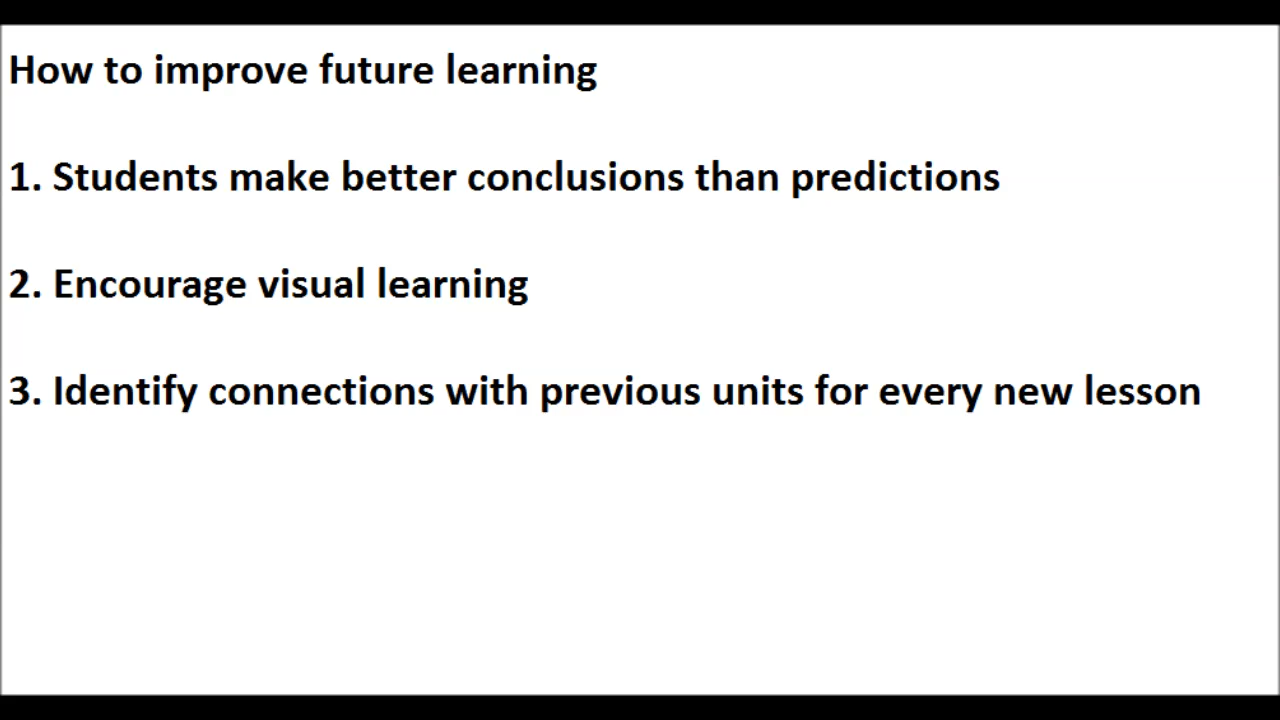 How to improve future learning
1. Students make better conclusions than predictions
2. Encourage visual learning
3. Identify connections with previous units for every new lesson